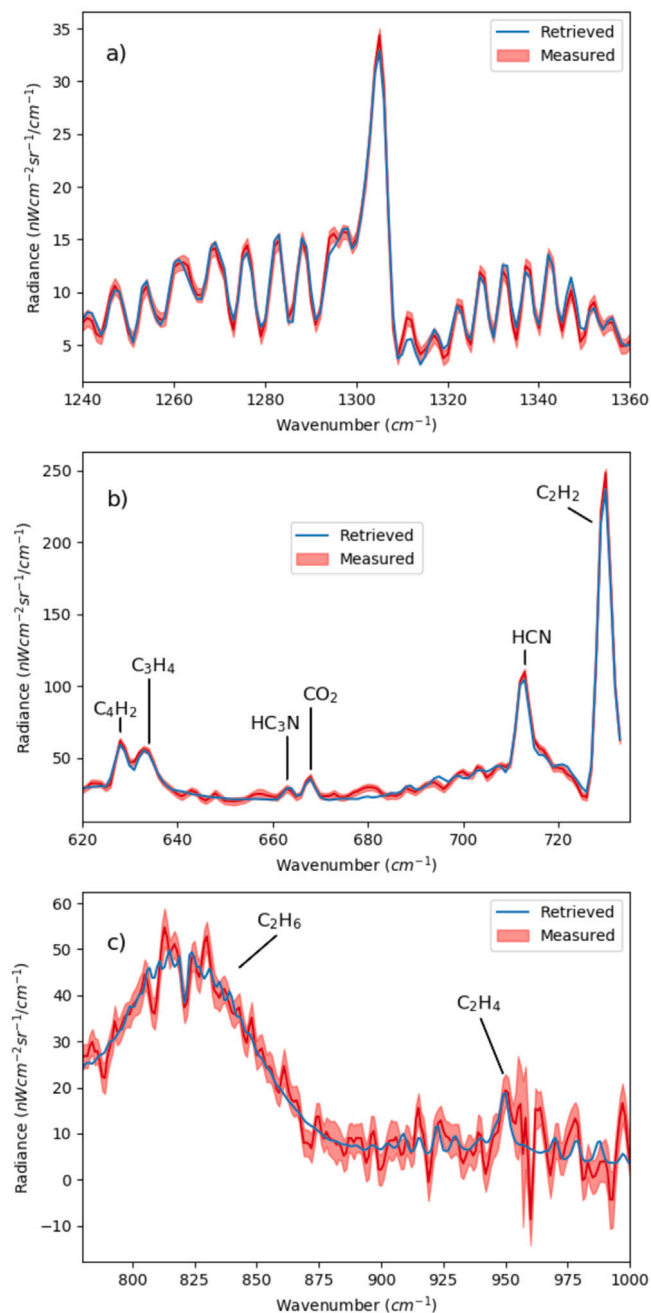 a)
Retrieved
Measured
35
30
25
20
15
10
5
Radiance (nWcm⁻²sr⁻¹/cm⁻¹)
1240 1260 1280 1300 1320 1340 1360
Wavenumber (cm⁻¹)
b)
Retrieved
Measured
C₂H₂
HCN
C₃H₄
C₄H₂
HC₃N
CO₂
250
200
150
100
50
Radiance (nWcm⁻²sr⁻¹/cm⁻¹)
620 640 660 680 700 720
Wavenumber (cm⁻¹)
c)
Retrieved
Measured
C₂H₆
C₂H₄
60
50
40
30
20
10
0
−10
Radiance (nWcm⁻²sr⁻¹/cm⁻¹)
800 825 850 875 900 925 950 975 1000
Wavenumber (cm⁻¹)